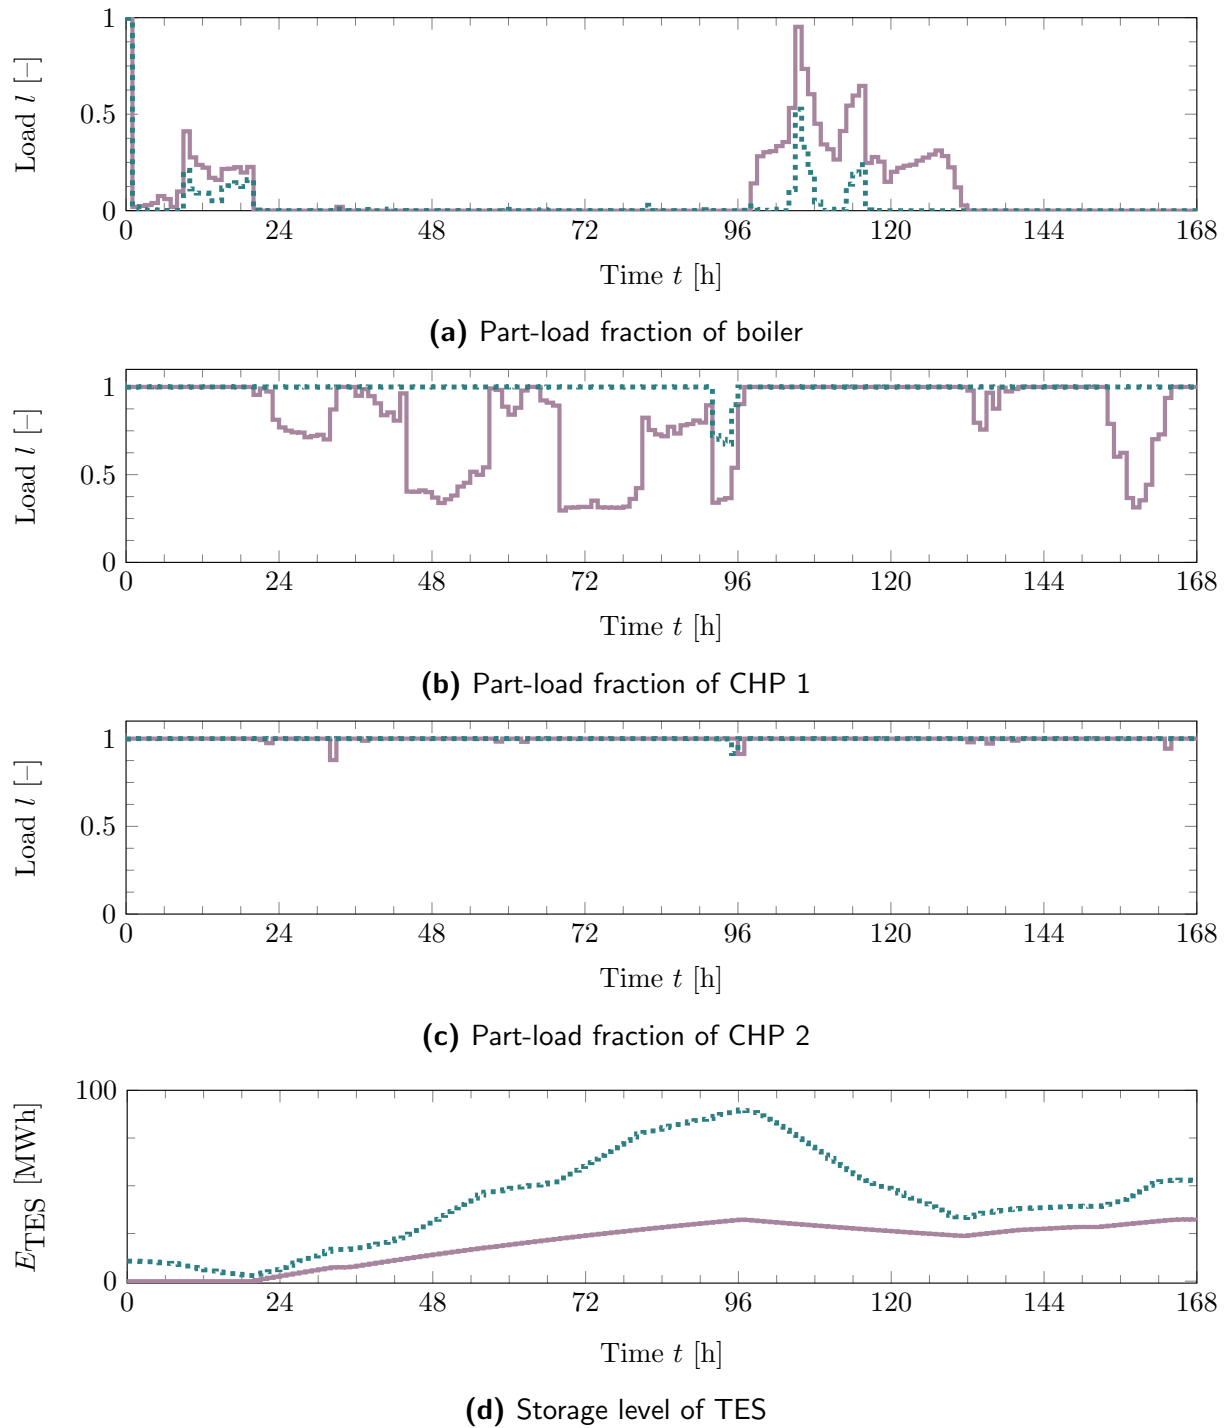 1
0.5
0
Load l [–]
0 24 48 72 96 120 144 168
Time t [h]
(a) Part-load fraction of boiler
1
0.5
0
Load l [–]
0 24 48 72 96 120 144 168
Time t [h]
(b) Part-load fraction of CHP 1
1
0.5
0
Load l [–]
0 24 48 72 96 120 144 168
Time t [h]
(c) Part-load fraction of CHP 2
100
0
E_TES [MWh]
0 24 48 72 96 120 144 168
Time t [h]
(d) Storage level of TES